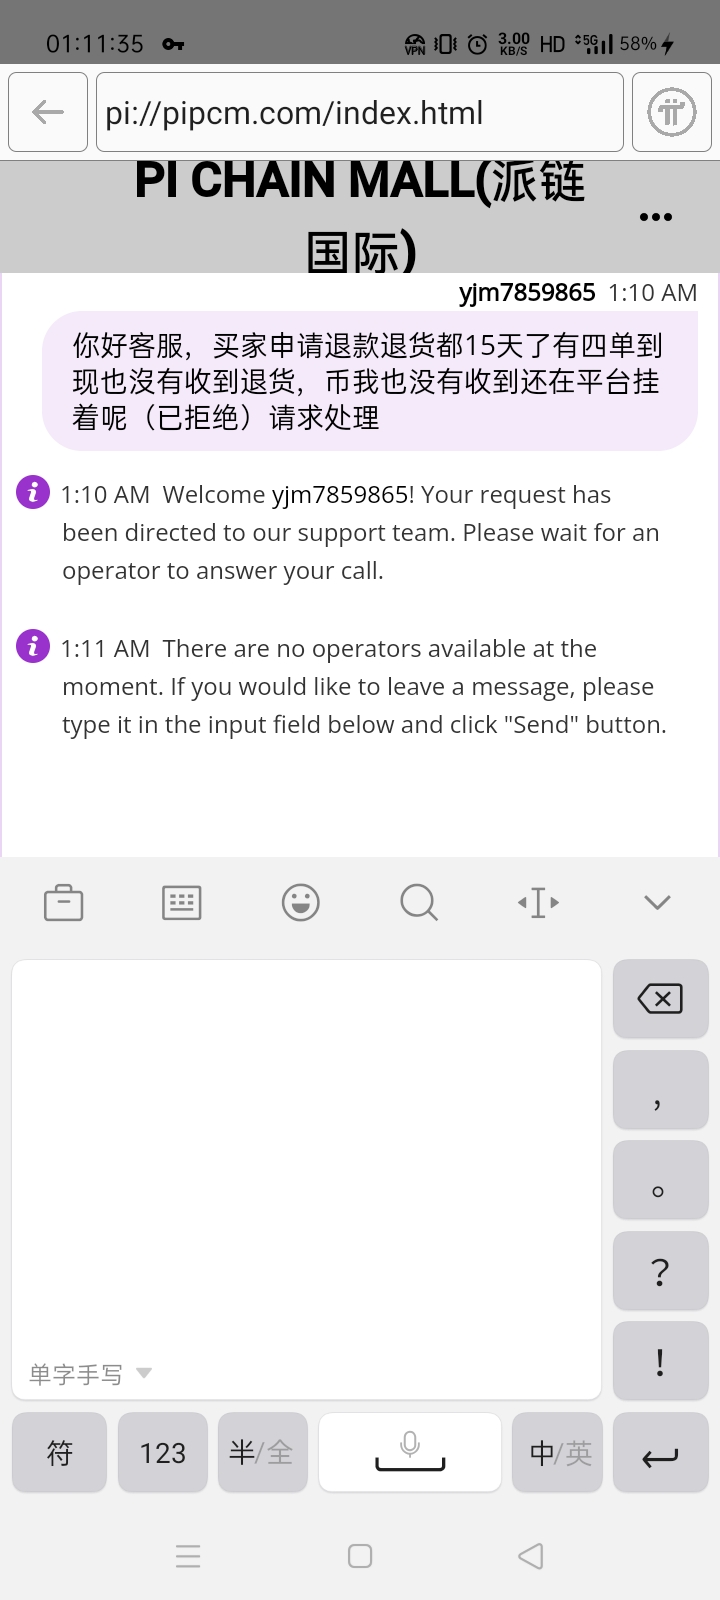 01:11:35
VPN
3.00
KB/S
HD
5G
58%
pi://pipcm.com/index.html
PI CHAIN MALL(派链
国际)
yjm7859865 1:10 AM
你好客服，买家申请退款退货都15天了有四单到
现也沒有收到退货，币我也没有收到还在平台挂
着呢（已拒绝）请求处理
1:10 AM Welcome yjm7859865! Your request has
been directed to our support team. Please wait for an
operator to answer your call.
1:11 AM There are no operators available at the
moment. If you would like to leave a message, please
type it in the input field below and click "Send" button.
，
。
？
！
单字手写
符
123
半/全
中/英